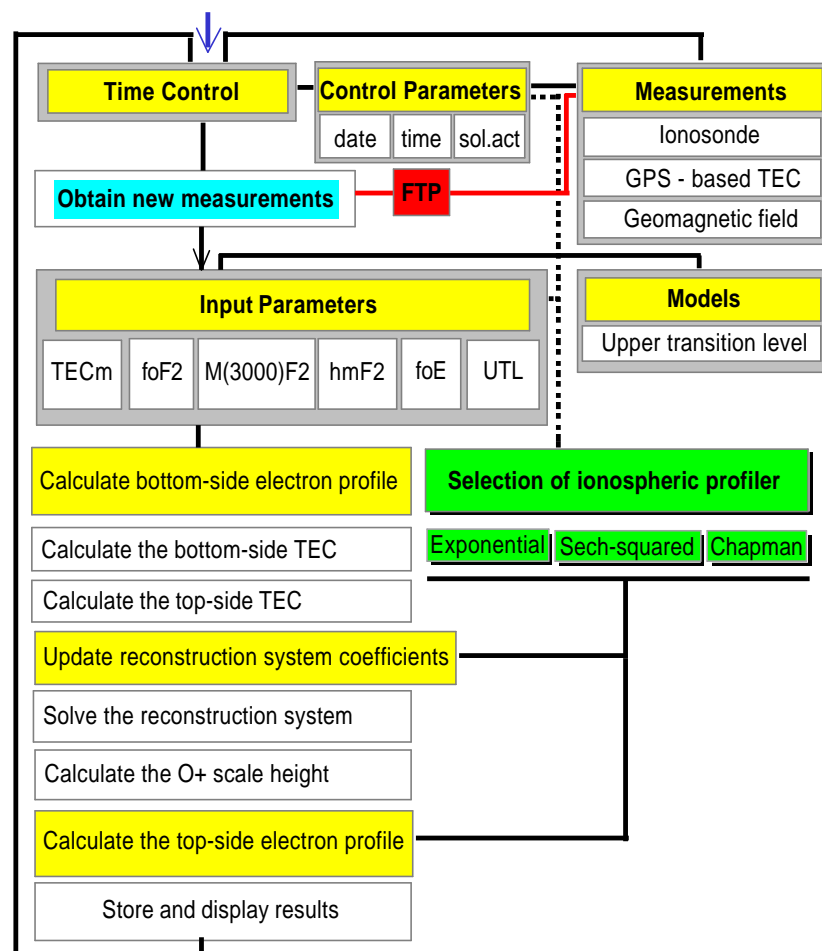 Time Control
Control Parameters
date time sol.act
Measurements
Ionosonde
GPS - based TEC
Geomagnetic field
Obtain new measurements
FTP
Input Parameters
TECm foF2 M(3000)F2 hmF2 foE UTL
Models
Upper transition level
Calculate bottom-side electron profile
Calculate the bottom-side TEC
Calculate the top-side TEC
Update reconstruction system coefficients
Solve the reconstruction system
Calculate the O+ scale height
Calculate the top-side electron profile
Store and display results
Selection of ionospheric profiler
Exponential Sech-squared Chapman